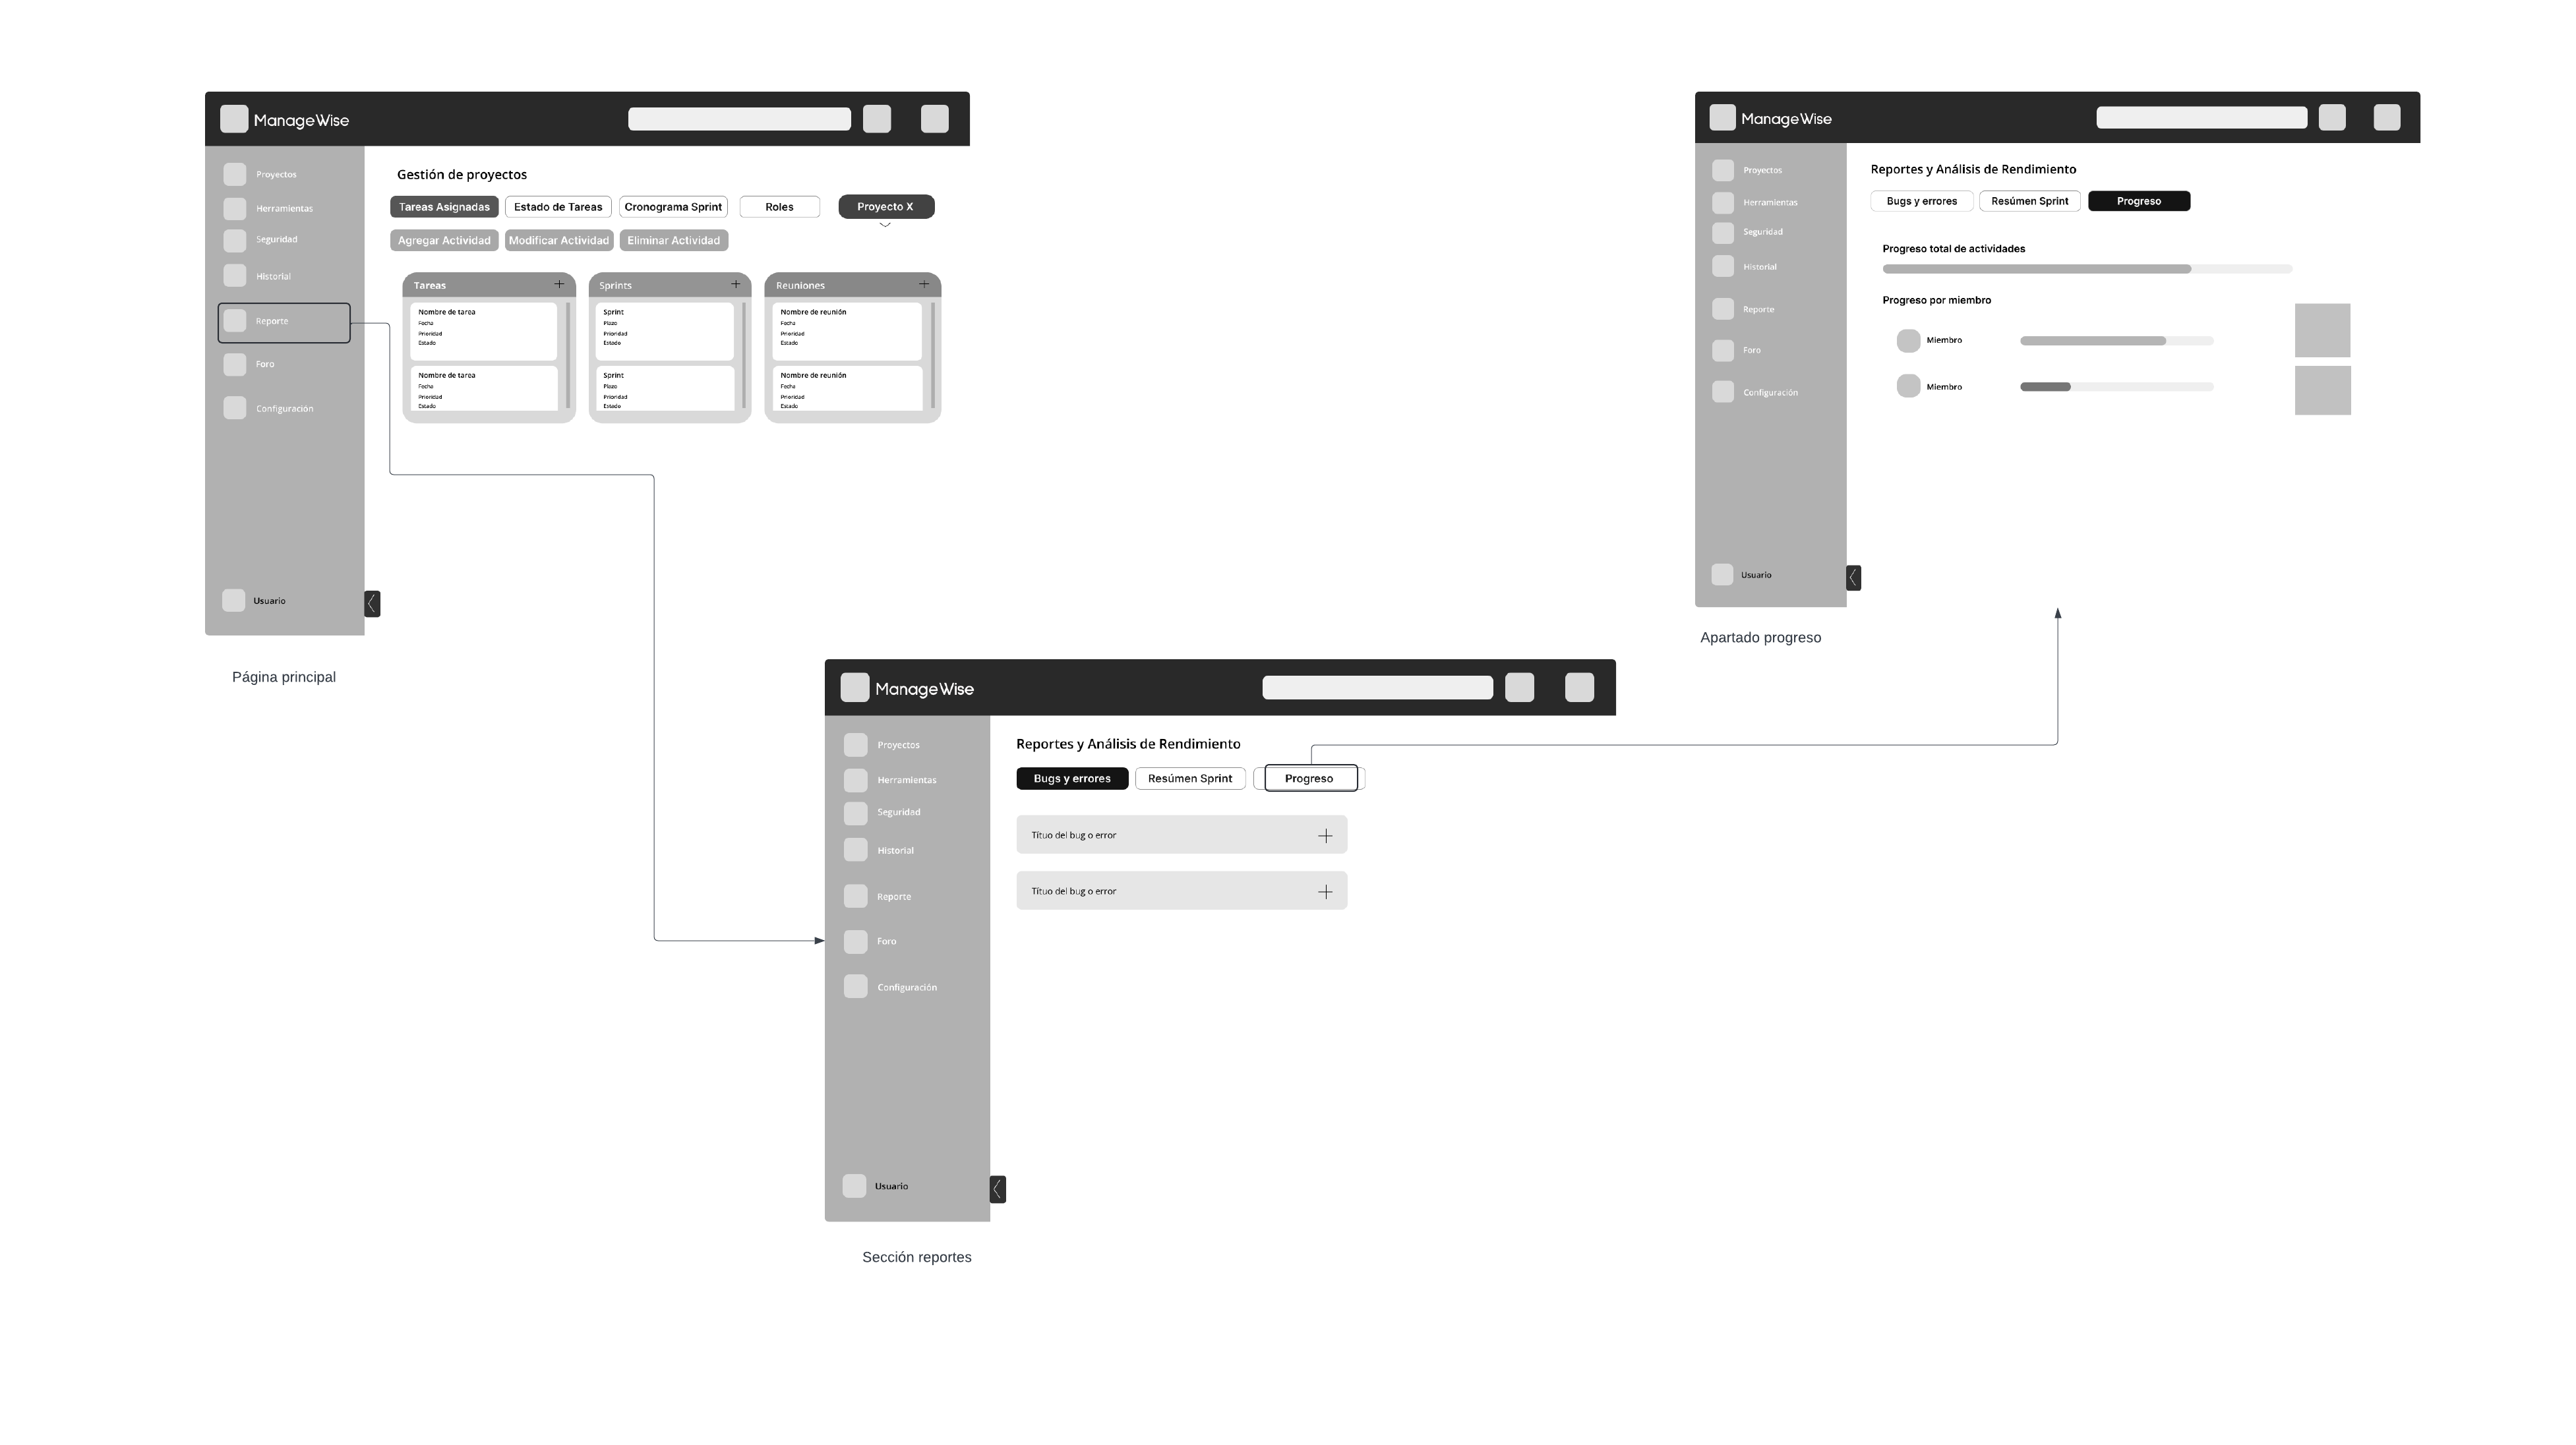 ManageWise
Proyectos
Herramientas
Seguridad
Historial
Reporte
Foro
Configuración
Usuario
Gestión de proyectos
Tareas Asignadas Estado de Tareas Cronograma Sprint Roles Proyecto X
Agregar Actividad Modificar Actividad Eliminar Actividad
Tareas
Nombre de tarea
Fecha
Prioridad
Estado
Nombre de tarea
Fecha
Prioridad
Estado
Sprints
Sprint
Plazo
Prioridad
Estado
Sprint
Plazo
Prioridad
Estado
Reuniones
Nombre de reunión
Fecha
Prioridad
Estado
Nombre de reunión
Fecha
Prioridad
Estado
Página principal
ManageWise
Proyectos
Herramientas
Seguridad
Historial
Reporte
Foro
Configuración
Usuario
Reportes y Análisis de Rendimiento
Bugs y errores Resúmen Sprint Progreso
Títuo del bug o error
Títuo del bug o error
Sección reportes
ManageWise
Proyectos
Herramientas
Seguridad
Historial
Reporte
Foro
Configuración
Usuario
Reportes y Análisis de Rendimiento
Bugs y errores Resúmen Sprint Progreso
Progreso total de actividades
Progreso por miembro
Miembro
Miembro
Apartado progreso